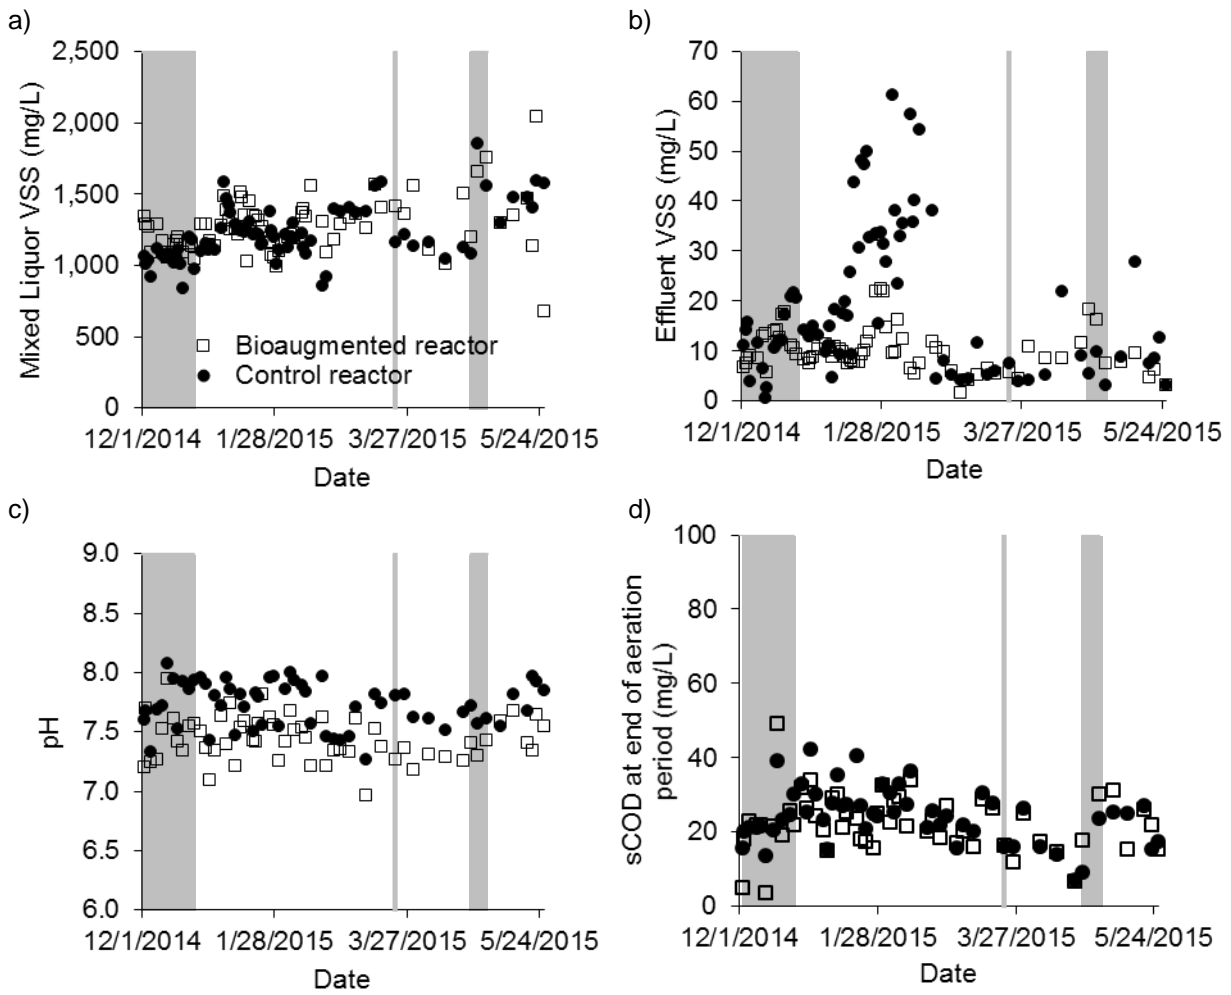 a)
2,500
2,000
1,500
1,000
500
0
Mixed Liquor VSS (mg/L)
Bioaugmented reactor
Control reactor
12/1/2014 1/28/2015 3/27/2015 5/24/2015
Date
b)
70
60
50
40
30
20
10
0
Effluent VSS (mg/L)
12/1/2014 1/28/2015 3/27/2015 5/24/2015
Date
c)
9.0
8.5
8.0
7.5
7.0
6.5
6.0
pH
12/1/2014 1/28/2015 3/27/2015 5/24/2015
Date
d)
100
80
60
40
20
0
sCOD at end of aeration
period (mg/L)
12/1/2014 1/28/2015 3/27/2015 5/24/2015
Date